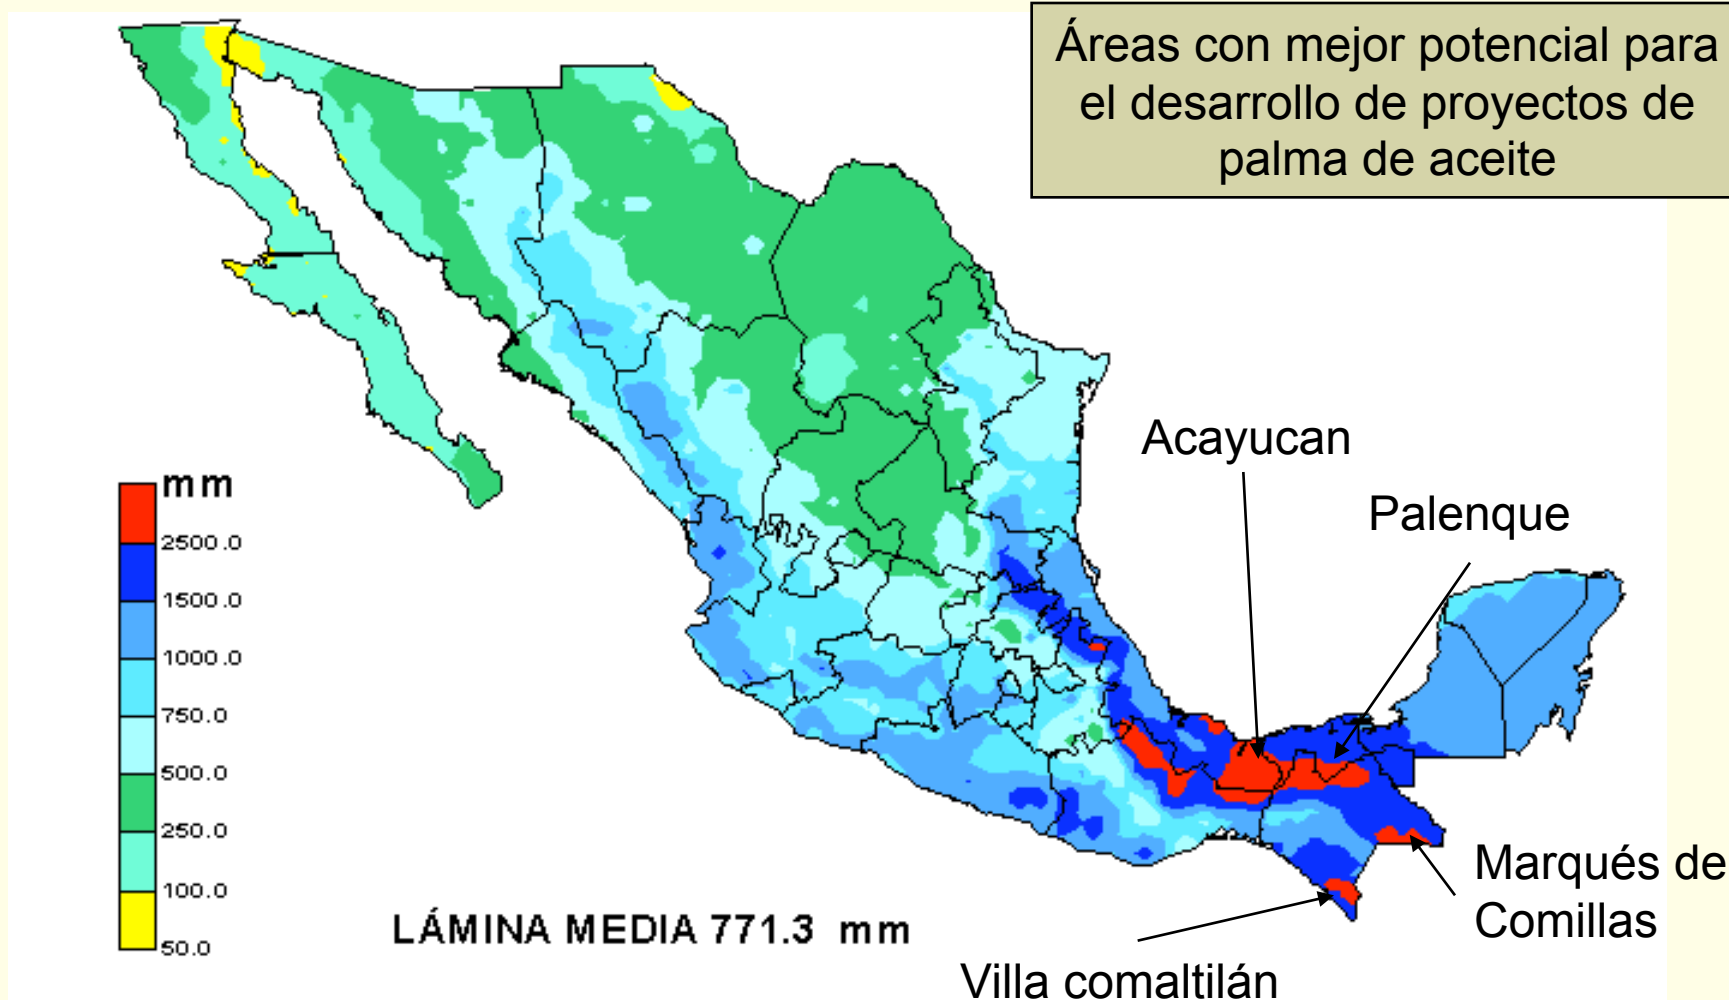 Áreas con mejor potencial para
el desarrollo de proyectos de
palma de aceite
Acayucan
Palenque
mm
2500.0
1500.0
1000.0
750.0
500.0
250.0
100.0
50.0
Marqués de
Comillas
LÁMINA MEDIA 771.3 mm
Villa comaltilán